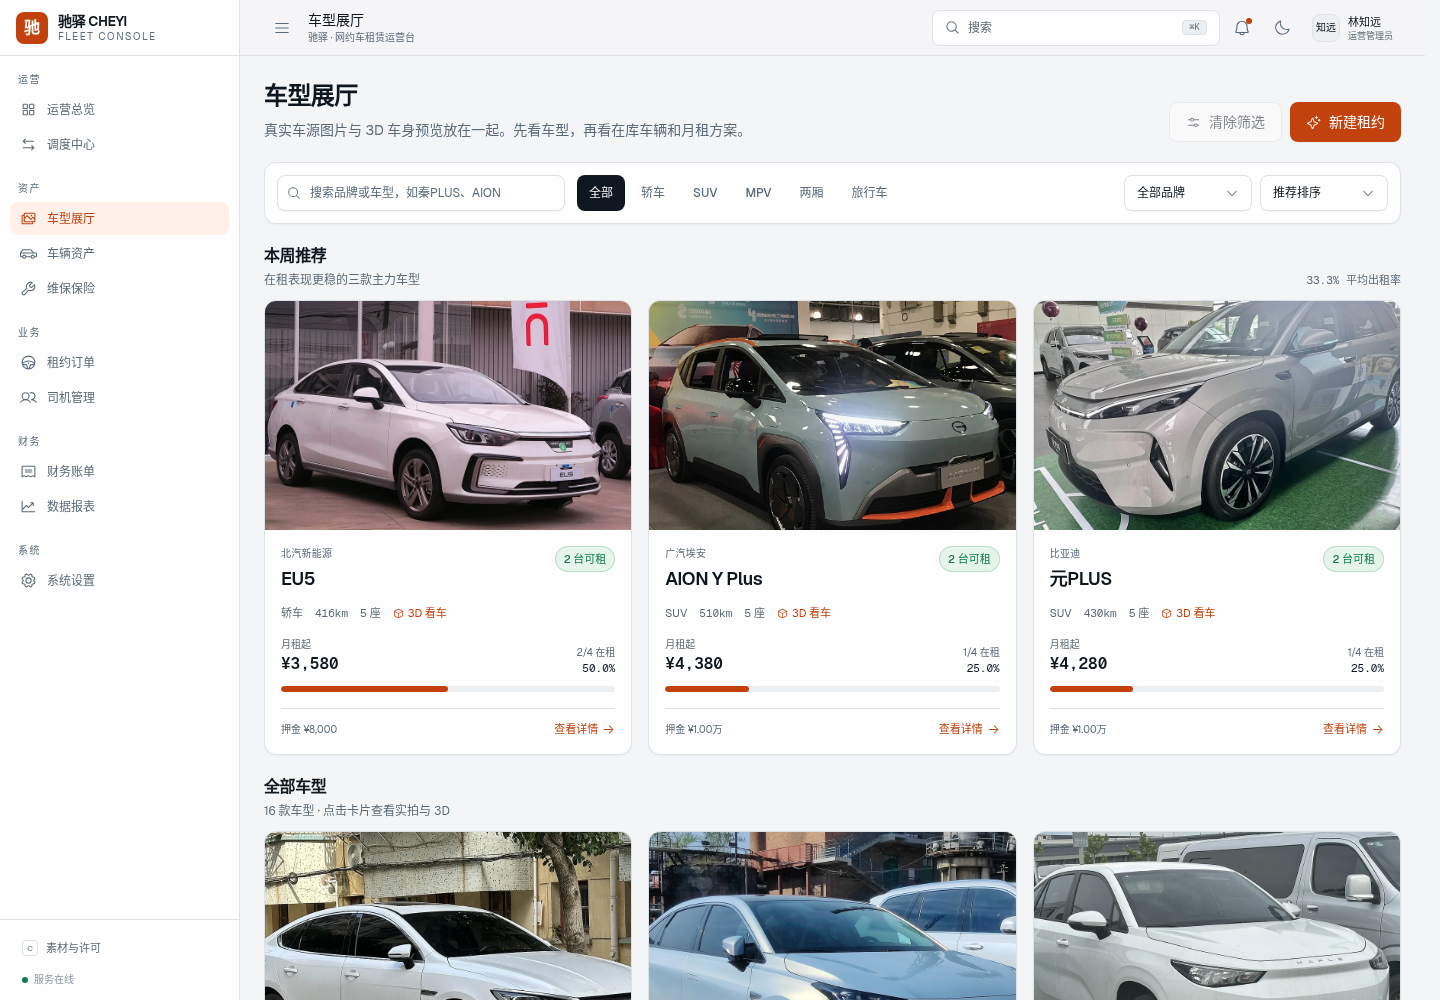 驰
驰驿 CHEYI
FLEET CONSOLE
运营
运营总览
调度中心
资产
车型展厅
车辆资产
维保保险
业务
租约订单
司机管理
财务
财务账单
数据报表
系统
系统设置
C
素材与许可
服务在线
车型展厅
驰驿 · 网约车租赁运营台
搜索
⌘K
知远
林知远
运营管理员
车型展厅
真实车源图片与 3D 车身预览放在一起。先看车型，再看在库车辆和月租方案。
清除筛选
新建租约
搜索品牌或车型，如秦PLUS、AION
全部
轿车
SUV
MPV
两厢
旅行车
全部品牌
推荐排序
本周推荐
在租表现更稳的三款主力车型
33.3% 平均出租率
EU5
北汽新能源
2 台可租
EU5
轿车 416km 5 座 3D 看车
月租起
¥3,580
2/4 在租
50.0%
押金 ¥8,000
查看详情
广汽埃安
2 台可租
AION Y Plus
SUV 510km 5 座 3D 看车
月租起
¥4,380
1/4 在租
25.0%
押金 ¥1.00万
查看详情
比亚迪
2 台可租
元PLUS
SUV 430km 5 座 3D 看车
月租起
¥4,280
1/4 在租
25.0%
押金 ¥1.00万
查看详情
全部车型
16 款车型 · 点击卡片查看实拍与 3D